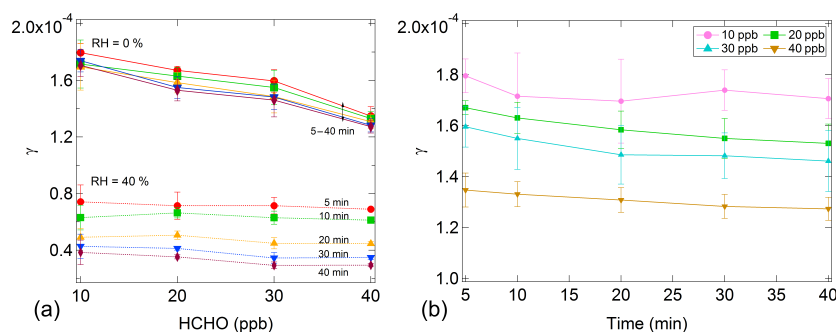 2.0x10⁻⁴
1.6
1.2
0.8
0.4
γ
RH = 0 %
5−40 min
RH = 40 %
5 min
10 min
20 min
30 min
40 min
10 20 30 40
HCHO (ppb)
(a)
2.0x10⁻⁴
1.8
1.6
1.4
1.2
1.0
γ
10 ppb 20 ppb
30 ppb 40 ppb
5 10 15 20 25 30 35 40
Time (min)
(b)